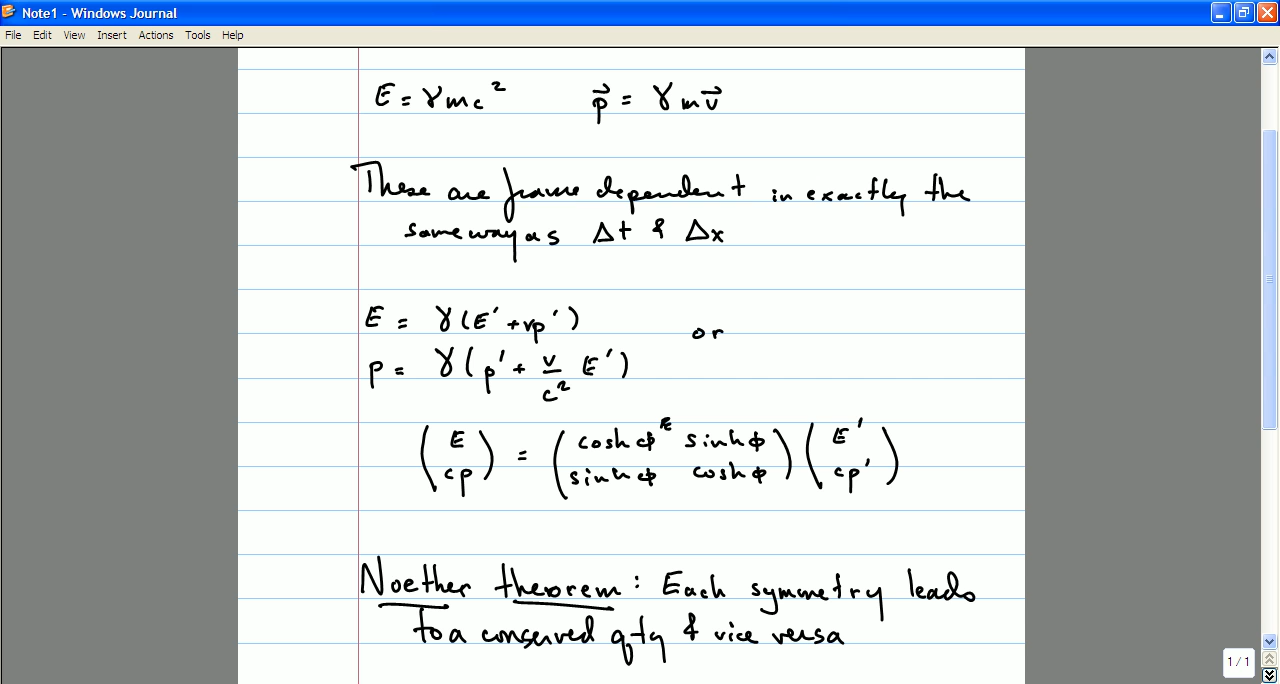 Note1 - Windows Journal
File Edit View Insert Actions Tools Help
E = γmc² p⃗ = γmv⃗
These are frame dependent in exactly the
same way as Δt & Δx
E = γ(E' + vp')
or
p = γ(p' + v/c² E')
(E cp) = (cosh φ sinh φ sinh φ cosh φ) (E' cp')
Noether theorem: Each symmetry leads
to a conserved qty & vice versa
1 / 1